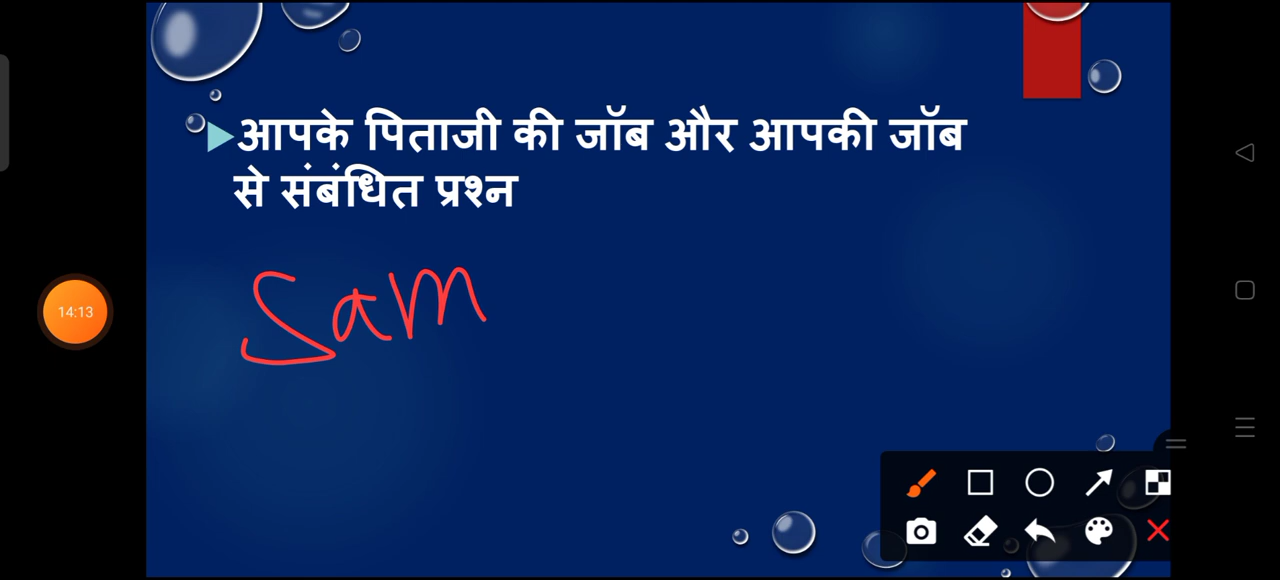 आपके पिताजी की जॉब और आपकी जॉब
से संबंधित प्रश्न
Sam
14:13